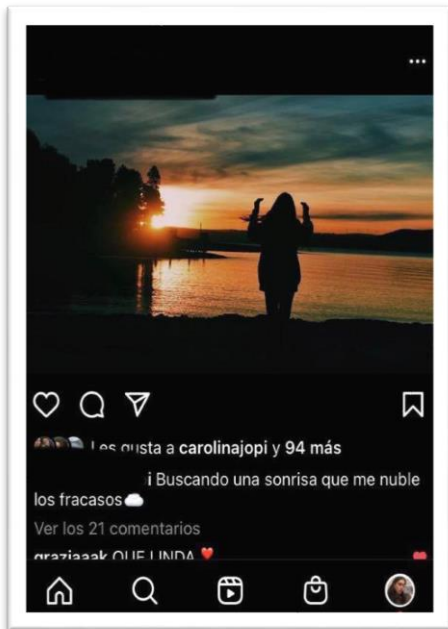 Les gusta a carolinajopi y 94 más
i Buscando una sonrisa que me nuble
los fracasos☁️
Ver los 21 comentarios
graziaaak QUE LINDA ❤️